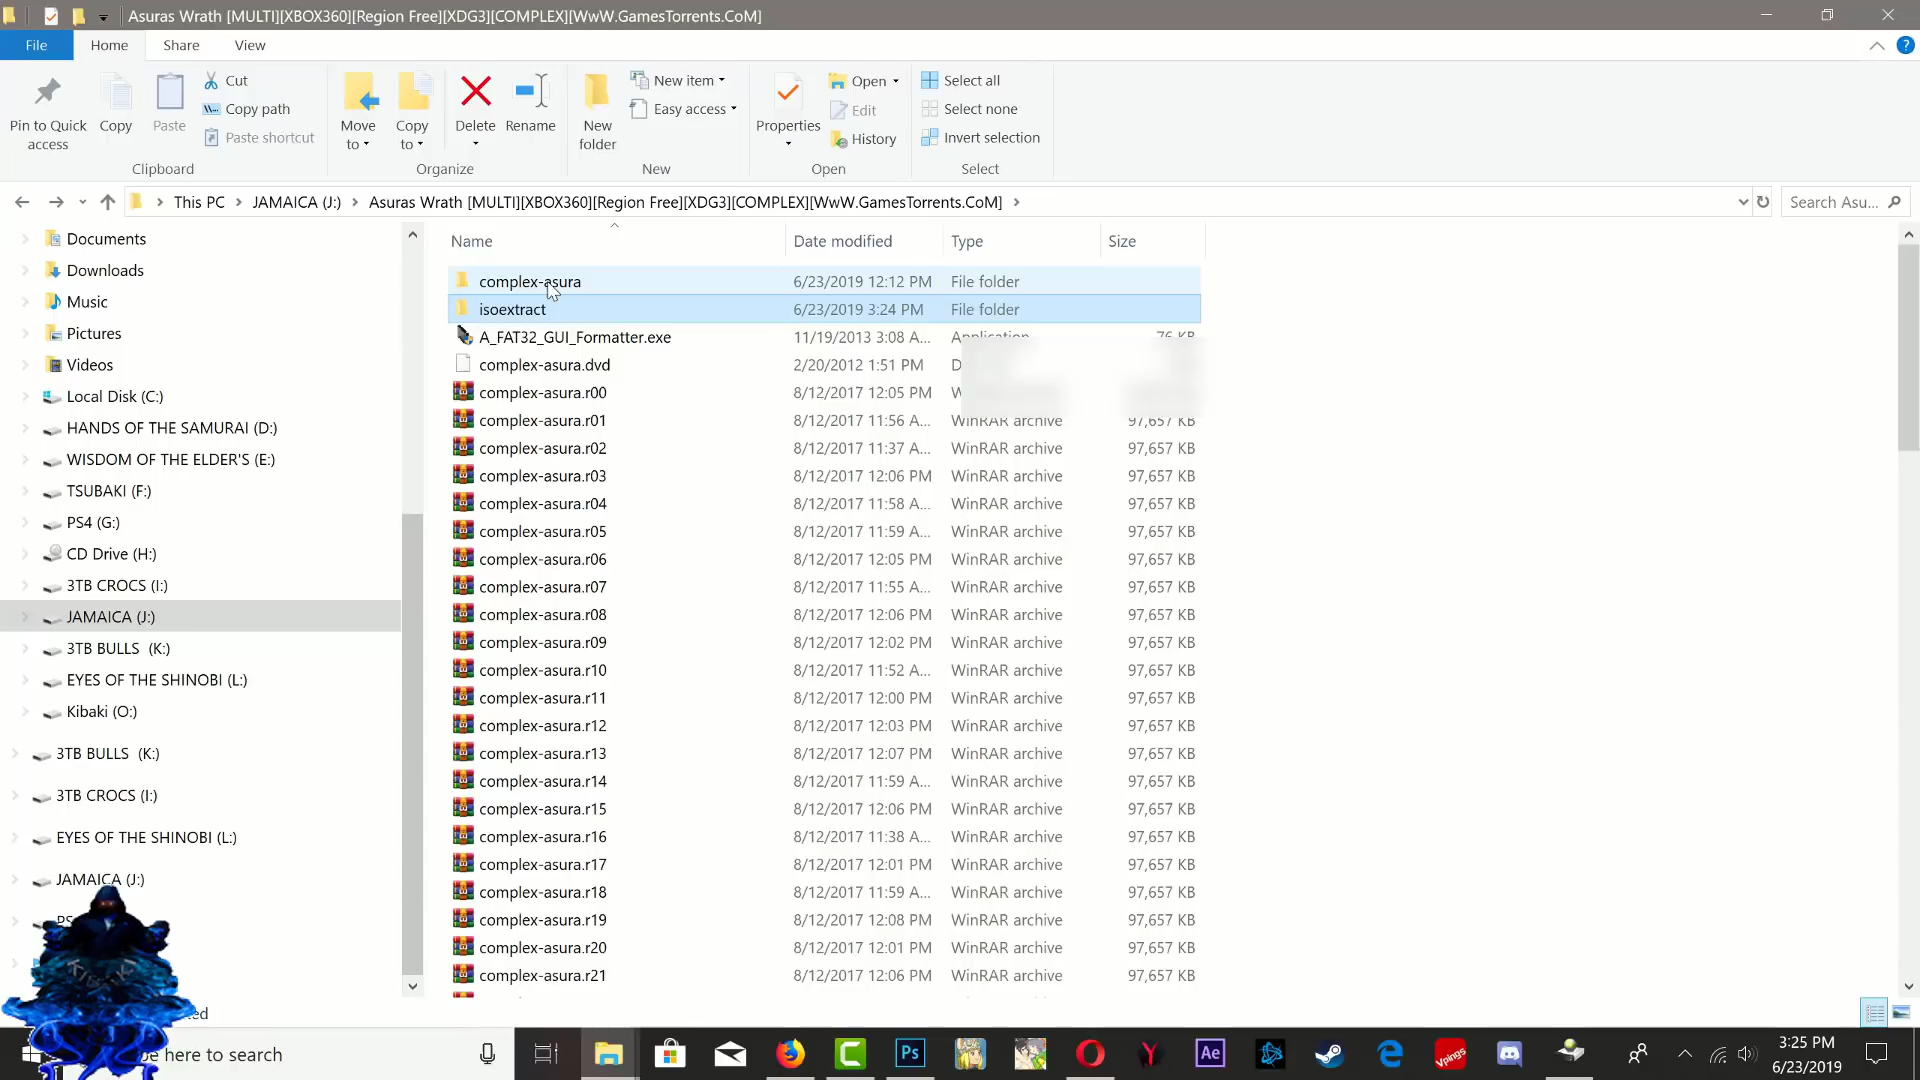 Asuras Wrath [MULTI][XBOX360][Region Free][XDG3][COMPLEX][WwW.GamesTorrents.CoM]
File Home Share View
Pin to Quick access
Copy
Paste
Cut
Copy path
Paste shortcut
Clipboard
Move to
Copy to
Delete
Rename
Organize
New folder
New item
Easy access
New
Properties
Open
Edit
History
Open
Select all
Select none
Invert selection
Select
This PC JAMAICA (J:) Asuras Wrath [MULTI][XBOX360][Region Free][XDG3][COMPLEX][WwW.GamesTorrents.CoM]
Search Asu...
Documents
Downloads
Music
Pictures
Videos
Local Disk (C:)
HANDS OF THE SAMURAI (D:)
WISDOM OF THE ELDER'S (E:)
TSUBAKI (F:)
PS4 (G:)
CD Drive (H:)
3TB CROCS (I:)
JAMAICA (J:)
3TB BULLS (K:)
EYES OF THE SHINOBI (L:)
Kibaki (O:)
3TB BULLS (K:)
3TB CROCS (I:)
EYES OF THE SHINOBI (L:)
JAMAICA (J:)
Name Date modified Type Size
complex-asura 6/23/2019 12:12 PM File folder
isoextract 6/23/2019 3:24 PM File folder
A_FAT32_GUI_Formatter.exe 11/19/2013 3:08 A... Application 76 KB
complex-asura.dvd 2/20/2012 1:51 PM
complex-asura.r00 8/12/2017 12:05 PM
complex-asura.r01 8/12/2017 11:56 A... WinRAR archive 97,657 KB
complex-asura.r02 8/12/2017 11:37 A... WinRAR archive 97,657 KB
complex-asura.r03 8/12/2017 12:06 PM WinRAR archive 97,657 KB
complex-asura.r04 8/12/2017 11:58 A... WinRAR archive 97,657 KB
complex-asura.r05 8/12/2017 11:59 A... WinRAR archive 97,657 KB
complex-asura.r06 8/12/2017 12:05 PM WinRAR archive 97,657 KB
complex-asura.r07 8/12/2017 11:55 A... WinRAR archive 97,657 KB
complex-asura.r08 8/12/2017 12:06 PM WinRAR archive 97,657 KB
complex-asura.r09 8/12/2017 12:02 PM WinRAR archive 97,657 KB
complex-asura.r10 8/12/2017 11:52 A... WinRAR archive 97,657 KB
complex-asura.r11 8/12/2017 12:00 PM WinRAR archive 97,657 KB
complex-asura.r12 8/12/2017 12:03 PM WinRAR archive 97,657 KB
complex-asura.r13 8/12/2017 12:07 PM WinRAR archive 97,657 KB
complex-asura.r14 8/12/2017 11:59 A... WinRAR archive 97,657 KB
complex-asura.r15 8/12/2017 12:06 PM WinRAR archive 97,657 KB
complex-asura.r16 8/12/2017 11:38 A... WinRAR archive 97,657 KB
complex-asura.r17 8/12/2017 12:01 PM WinRAR archive 97,657 KB
complex-asura.r18 8/12/2017 11:59 A... WinRAR archive 97,657 KB
complex-asura.r19 8/12/2017 12:08 PM WinRAR archive 97,657 KB
complex-asura.r20 8/12/2017 12:01 PM WinRAR archive 97,657 KB
complex-asura.r21 8/12/2017 12:06 PM WinRAR archive 97,657 KB
here to search
Ps
Ae
Vpings
3:25 PM
6/23/2019